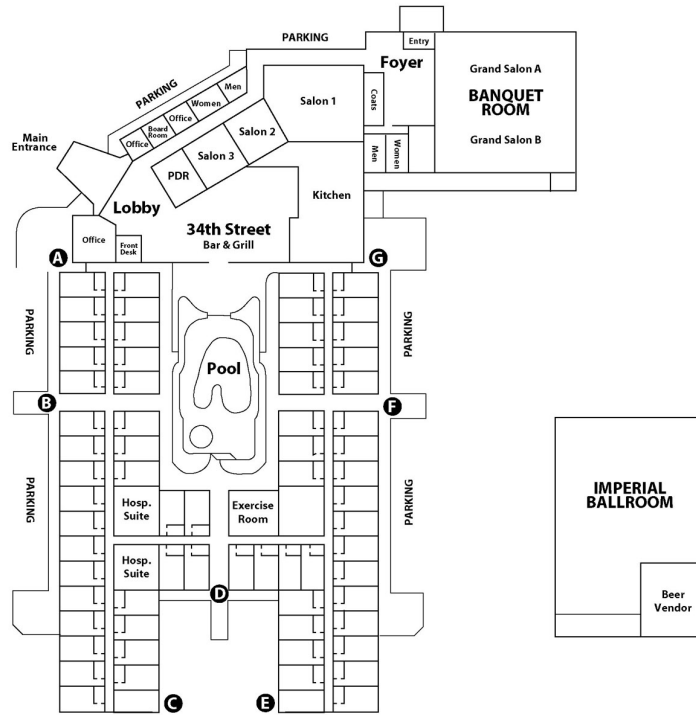 PARKING
Entry
Foyer
Grand Salon A
BANQUET
ROOM
Grand Salon B
PARKING
Men
Women
Office
Board
Room
Office
Coats
Salon 1
Salon 2
Salon 3
PDR
Men
Women
Main
Entrance
Kitchen
Lobby
34th Street
Bar & Grill
Office
Front
Desk
A
G
PARKING
PARKING
Pool
B
F
PARKING
PARKING
IMPERIAL
BALLROOM
Hosp.
Suite
Exercise
Room
Hosp.
Suite
D
Beer
Vendor
C
E